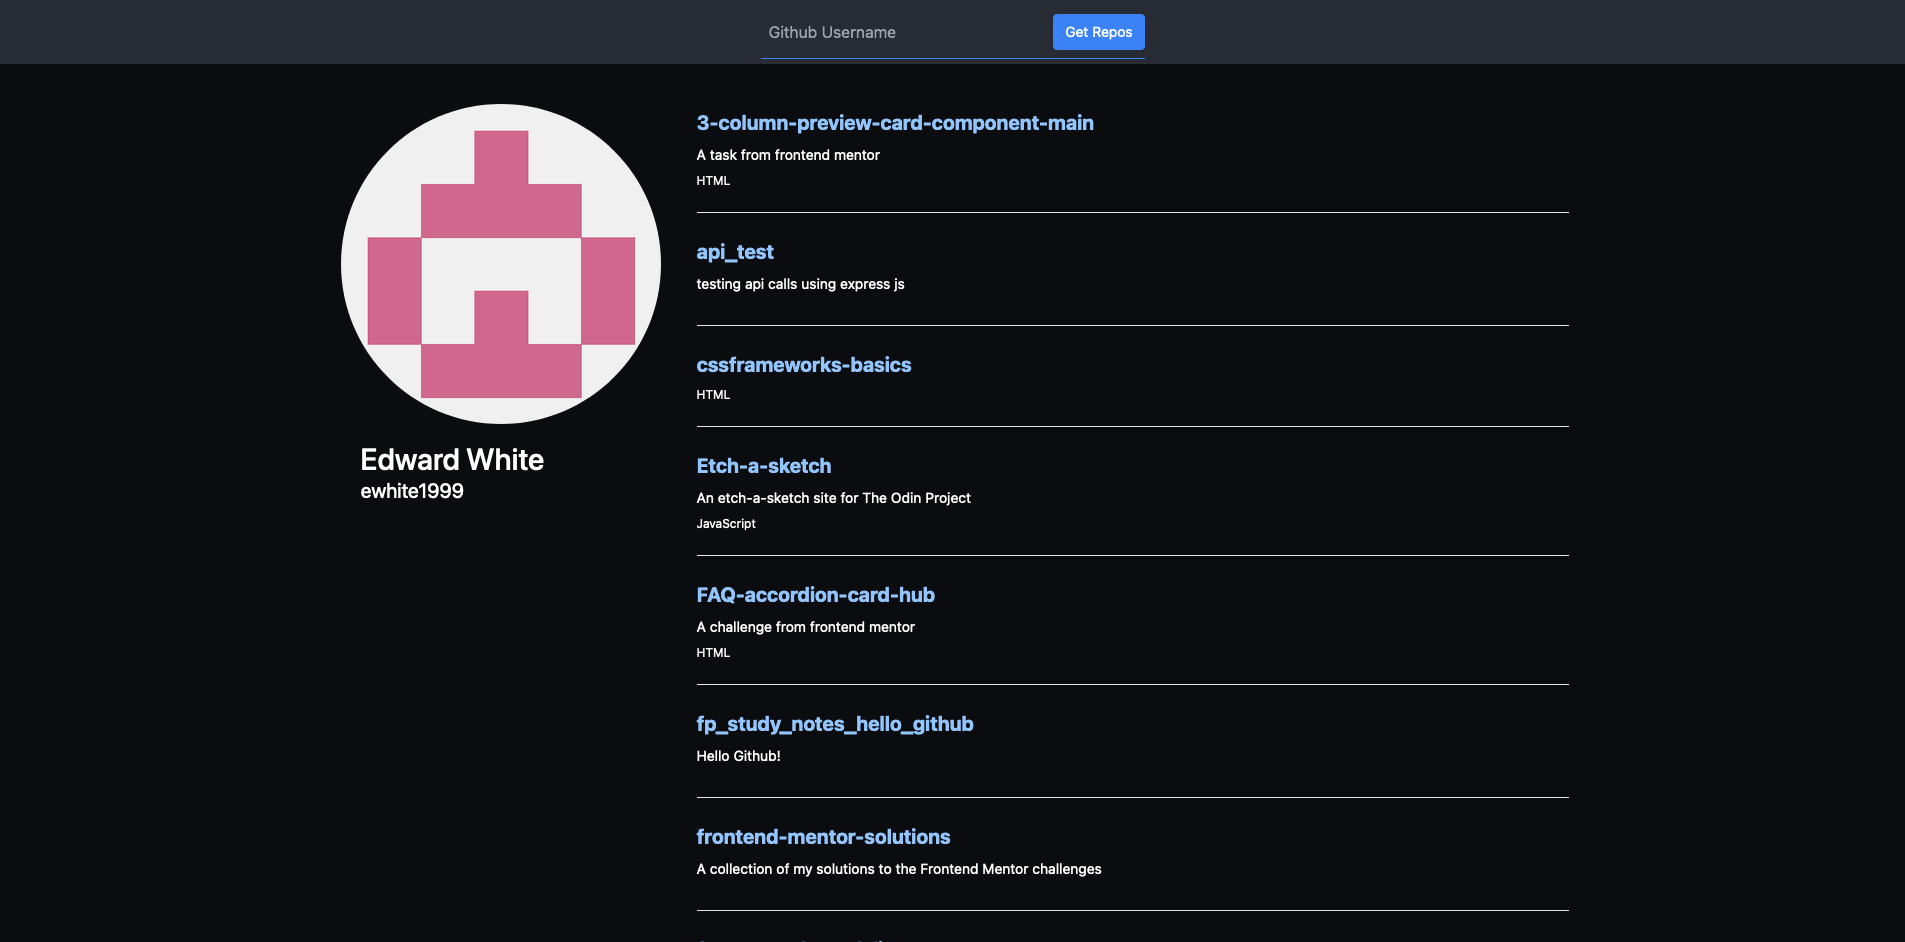 Github Username
Get Repos
Edward White
ewhite1999
3-column-preview-card-component-main
A task from frontend mentor
HTML
api_test
testing api calls using express js
cssframeworks-basics
HTML
Etch-a-sketch
An etch-a-sketch site for The Odin Project
JavaScript
FAQ-accordion-card-hub
A challenge from frontend mentor
HTML
fp_study_notes_hello_github
Hello Github!
frontend-mentor-solutions
A collection of my solutions to the Frontend Mentor challenges